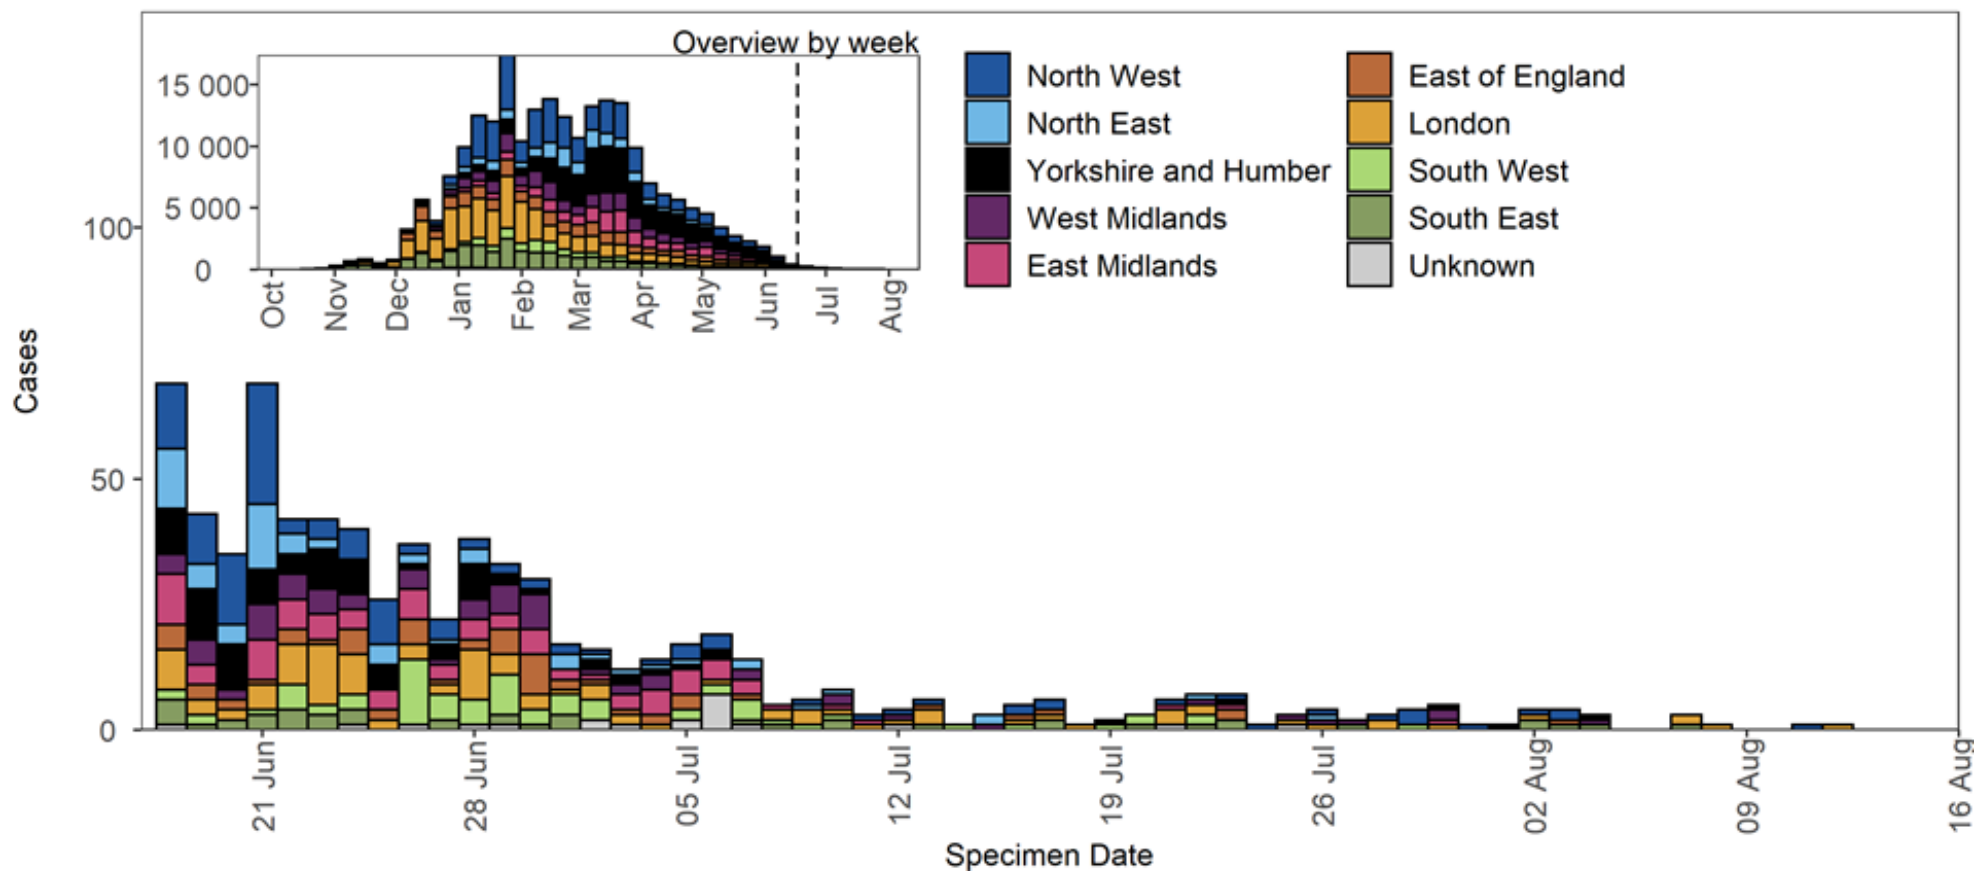 Overview by week
15 000
10 000
5 000
0
Oct
Nov
Dec
Jan
Feb
Mar
Apr
May
Jun
Jul
Aug
North West
North East
Yorkshire and Humber
West Midlands
East Midlands
East of England
London
South West
South East
Unknown
Cases
100
50
0
21 Jun
28 Jun
05 Jul
12 Jul
19 Jul
26 Jul
02 Aug
09 Aug
16 Aug
Specimen Date